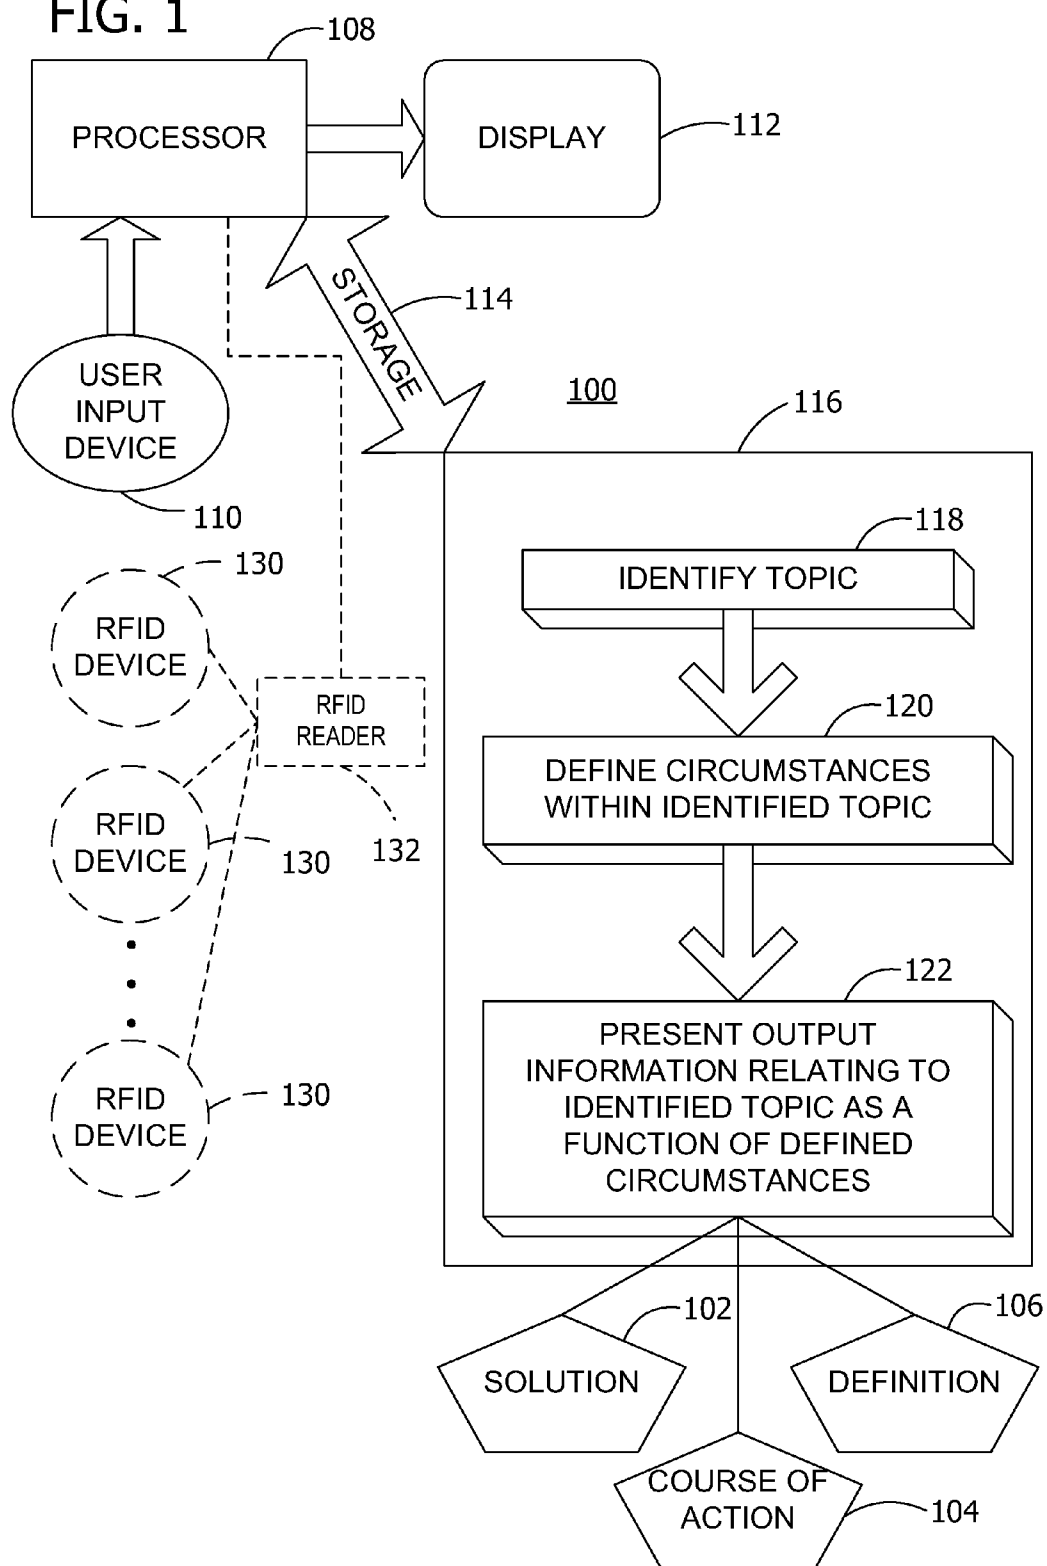 FIG. 1
108
PROCESSOR
DISPLAY
112
STORAGE
114
USER
INPUT
DEVICE
110
100
116
130
RFID
DEVICE
118
IDENTIFY TOPIC
RFID
READER
132
120
DEFINE CIRCUMSTANCES
WITHIN IDENTIFIED TOPIC
RFID
DEVICE
130
122
PRESENT OUTPUT
INFORMATION RELATING TO
IDENTIFIED TOPIC AS A
FUNCTION OF DEFINED
CIRCUMSTANCES
RFID
DEVICE
130
102
SOLUTION
106
DEFINITION
COURSE OF
ACTION
104